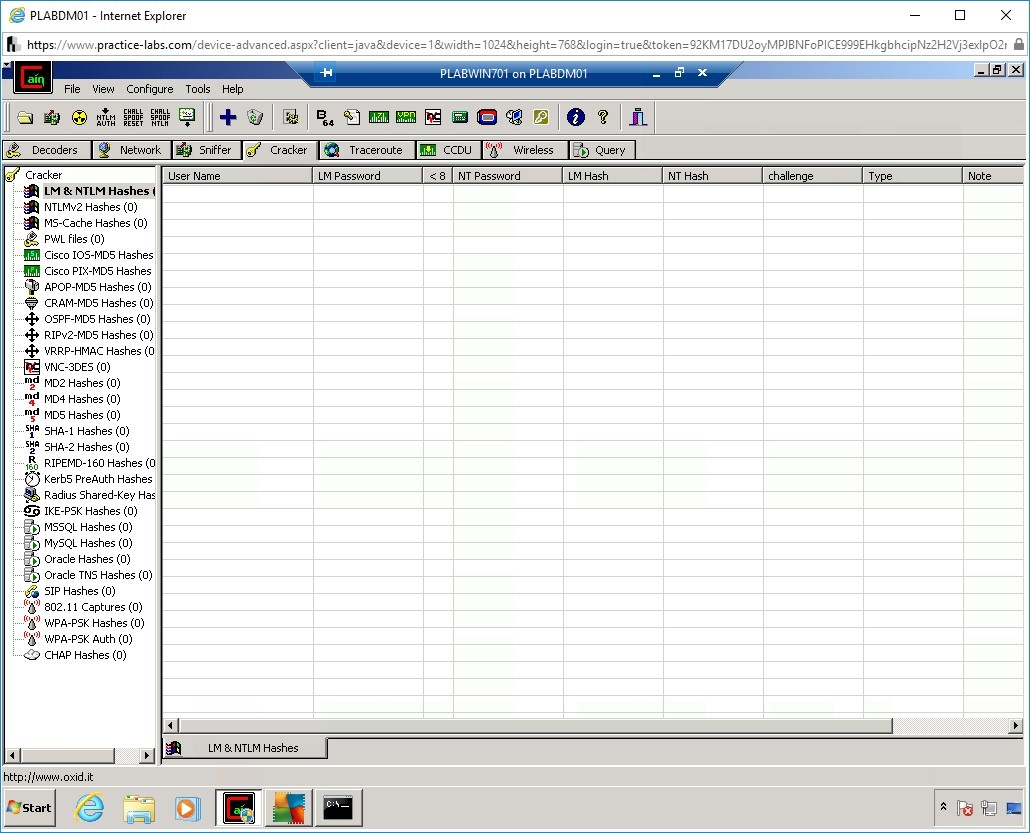 PLABDM01 - Internet Explorer
https://www.practice-labs.com/device-advanced.aspx?client=java&device=1&width=1024&height=768&login=true&token=92KM17DU2oyMPJBNFoPICE999EHkgbhcipNz2H2Vj3exIpO2r
Cain
PLABWIN701 on PLABDM01
File View Configure Tools Help
NTLM AUTH
CHALL SPOOF RESET
CHALL SPOOF NTLM
B64
Decoders Network Sniffer Cracker Traceroute CCDU Wireless Query
Cracker
LM & NTLM Hashes (
NTLMv2 Hashes (0)
MS-Cache Hashes (0)
PWL files (0)
Cisco IOS-MD5 Hashes
Cisco PIX-MD5 Hashes
APOP-MD5 Hashes (0)
CRAM-MD5 Hashes (0)
OSPF-MD5 Hashes (0)
RIPv2-MD5 Hashes (0)
VRRP-HMAC Hashes (0
VNC-3DES (0)
MD2 Hashes (0)
MD4 Hashes (0)
MD5 Hashes (0)
SHA-1 Hashes (0)
SHA-2 Hashes (0)
RIPEMD-160 Hashes (0
Kerb5 PreAuth Hashes
Radius Shared-Key Has
IKE-PSK Hashes (0)
MSSQL Hashes (0)
MySQL Hashes (0)
Oracle Hashes (0)
Oracle TNS Hashes (0)
SIP Hashes (0)
802.11 Captures (0)
WPA-PSK Hashes (0)
WPA-PSK Auth (0)
CHAP Hashes (0)
User Name LM Password < 8 NT Password LM Hash NT Hash challenge Type Note
LM & NTLM Hashes
http://www.oxid.it
Start